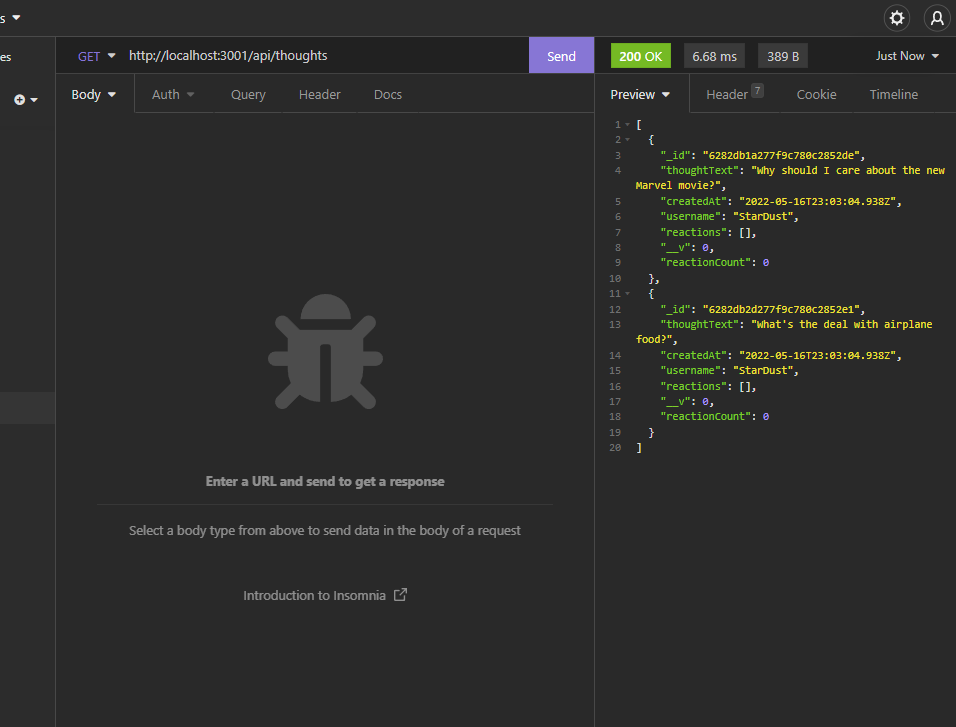 s
GET http://localhost:3001/api/thoughts Send 200 OK 6.68 ms 389 B Just Now
es
Body Auth Query Header Docs Preview Header 7 Cookie Timeline
1 [
2 {
3 "_id": "6282db1a277f9c780c2852de",
4 "thoughtText": "Why should I care about the new
Marvel movie?",
5 "createdAt": "2022-05-16T23:03:04.938Z",
6 "username": "StarDust",
7 "reactions": [],
8 "__v": 0,
9 "reactionCount": 0
10 },
11 {
12 "_id": "6282db2d277f9c780c2852e1",
13 "thoughtText": "What's the deal with airplane
food?",
14 "createdAt": "2022-05-16T23:03:04.938Z",
15 "username": "StarDust",
16 "reactions": [],
17 "__v": 0,
18 "reactionCount": 0
19 }
20 ]
Enter a URL and send to get a response
Select a body type from above to send data in the body of a request
Introduction to Insomnia